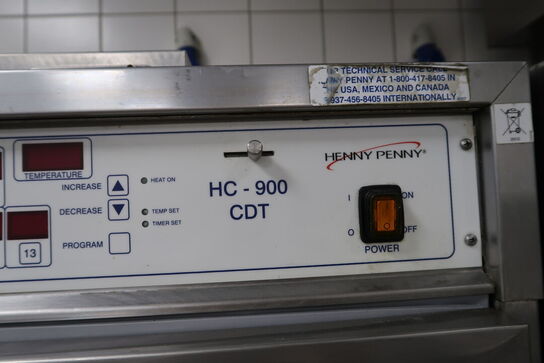 TECHNICAL SERVICE CALL
PENNY AT 1-800-417-8405 IN
USA, MEXICO AND CANADA
937-456-8405 INTERNATIONALLY
TEMPERATURE
INCREASE
HEAT ON
DECREASE
TEMP SET
TIMER SET
PROGRAM
13
HC - 900
CDT
HENNY PENNY®
I
ON
O
OFF
POWER